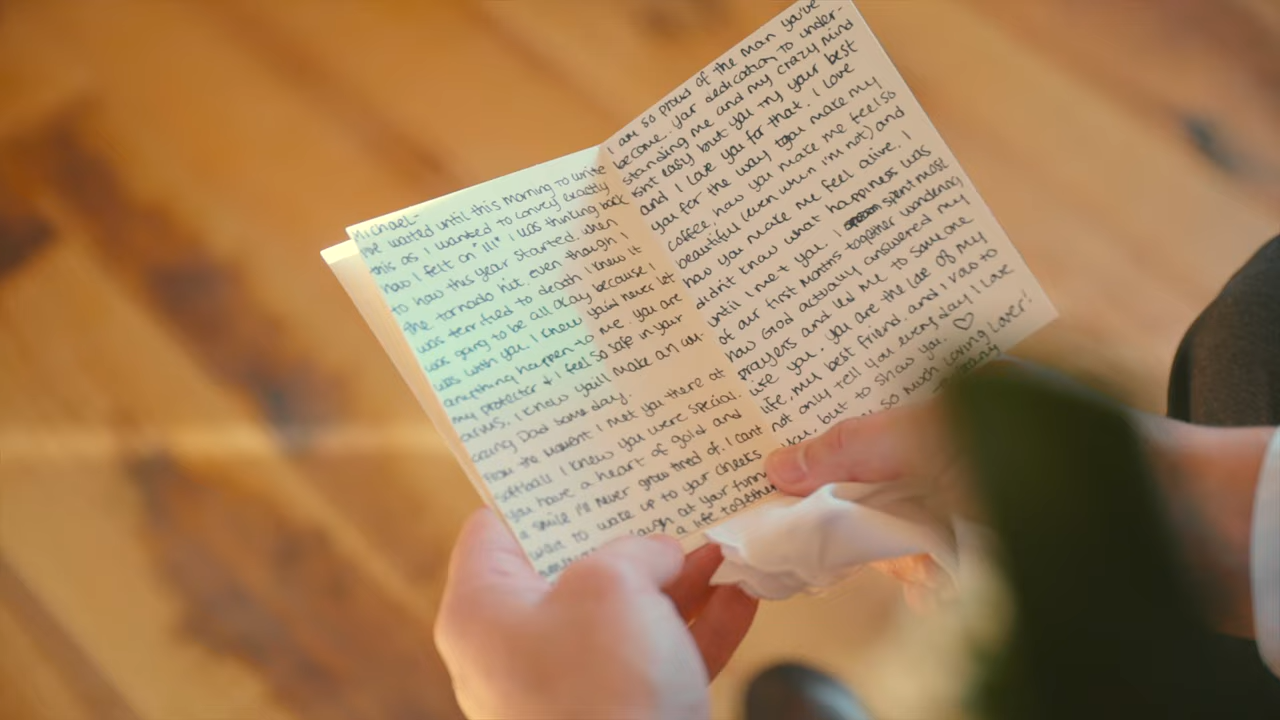 Michael-
I've waited until this morning to write
this as I wanted to convey exactly
how I felt on "111" I was thinking back
to how this year started when
the tornado hit. even though I
was terrified to death I knew it
was going to be all okay because I
was with you. I knew you'd never let
anything happen to me. you are
my protector & I feel so safe in your
arms. I knew you'll make an am
azing Dad some day.
From the moment I met you there at
softball I knew you were special.
you have a heart of gold and
a smile I'll never grow tired of. I cant
wait to wake up to your cheeks
laugh at your funn
a life together
I am so proud of the man you've
become. your dedication to under-
standing me and my crazy mind
isnt easy but you try your best
and I love you for that. I love
you for the way you make my
coffee, how you make me feel so
beautiful (even when i'm not) and
how you make me feel alive. I
didnt know what happiness was
until I met you. I spent most
of our first months together wondering
how God actually answered my
prayers and led me to someone
like you. you are the love of my
life, my best friend and I vow to
not only tell you every day I love
you, but to show you. ♡
so much loving Lover!